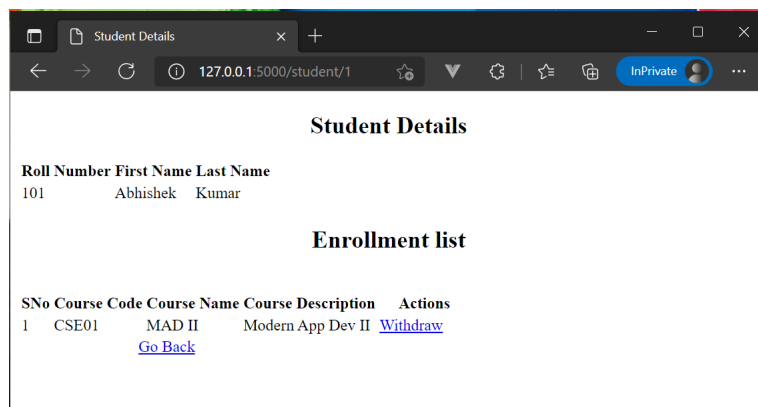 Student Details
127.0.0.1:5000/student/1
InPrivate
Student Details
Roll Number First Name Last Name
101 Abhishek Kumar
Enrollment list
SNo Course Code Course Name Course Description Actions
1 CSE01 MAD II Modern App Dev II Withdraw
Go Back